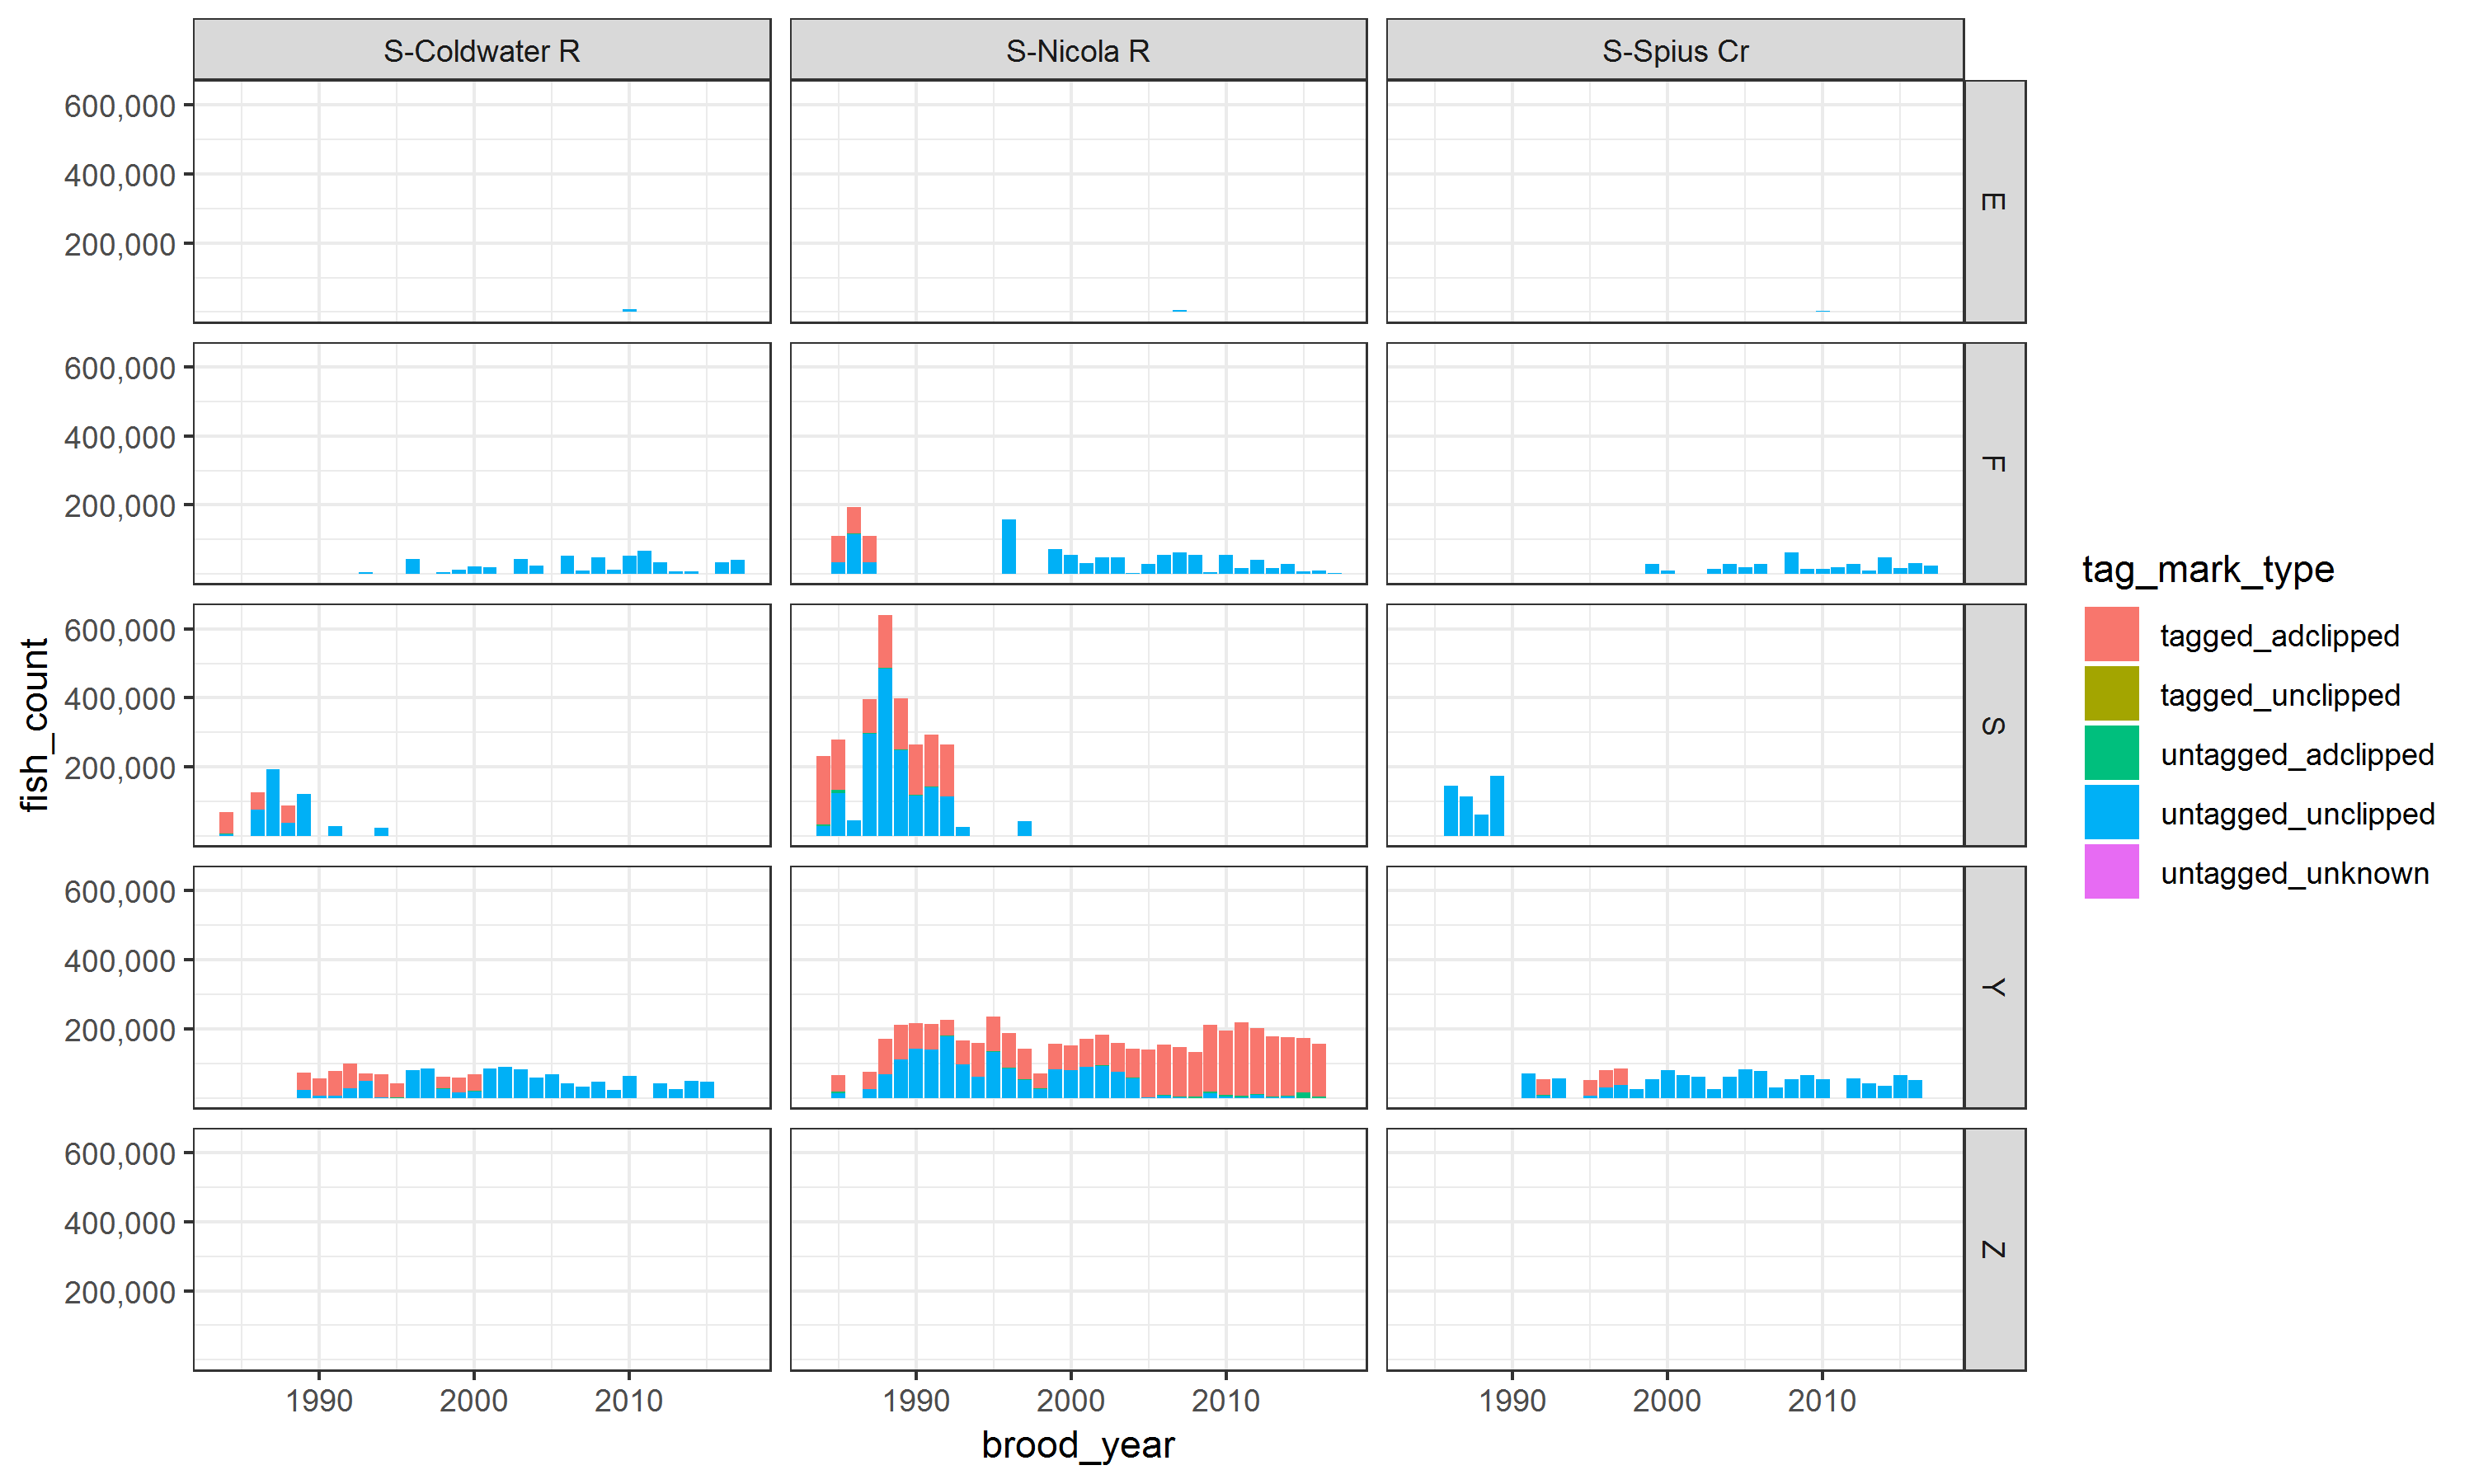 S-Coldwater R
S-Nicola R
S-Spius Cr
600,000
400,000
200,000
E
600,000
400,000
200,000
F
600,000
400,000
200,000
S
600,000
400,000
200,000
Y
600,000
400,000
200,000
Z
1990 2000 2010
1990 2000 2010
1990 2000 2010
brood_year
fish_count
tag_mark_type
tagged_adclipped
tagged_unclipped
untagged_adclipped
untagged_unclipped
untagged_unknown